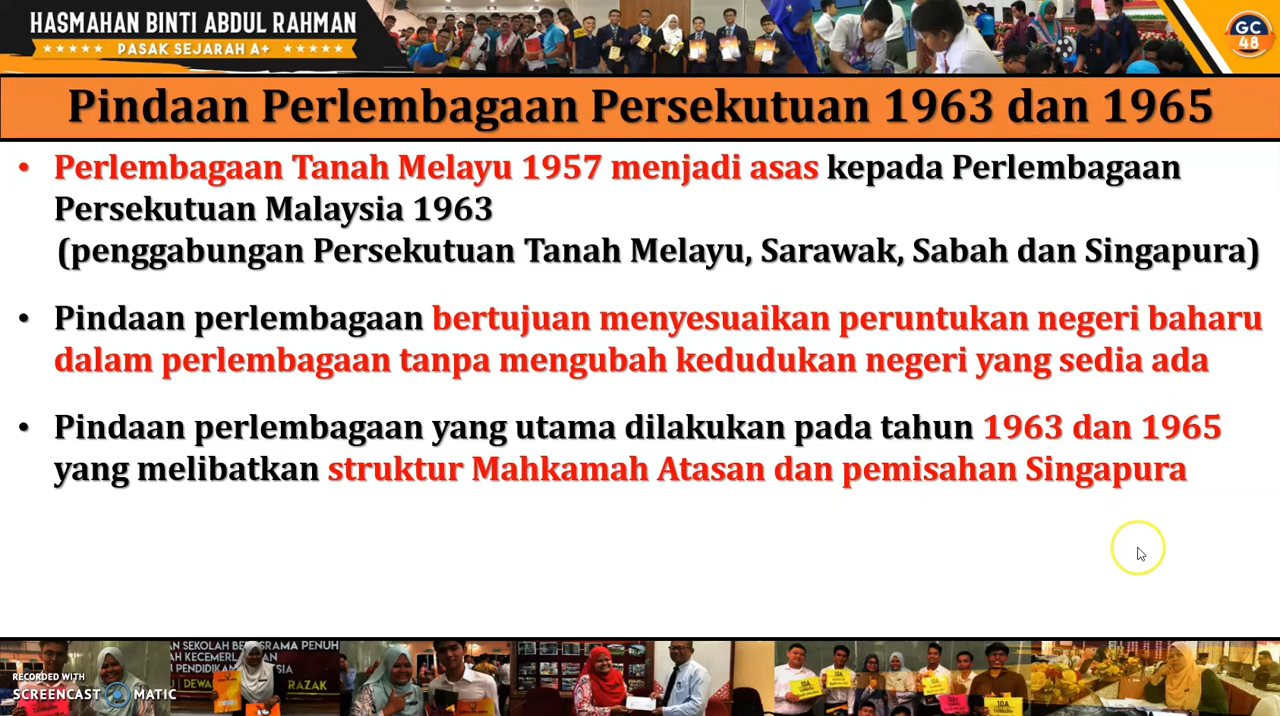 HASMAHAN BINTI ABDUL RAHMAN
PASAK SEJARAH A+
GC
48
Pindaan Perlembagaan Persekutuan 1963 dan 1965
• Perlembagaan Tanah Melayu 1957 menjadi asas kepada Perlembagaan
Persekutuan Malaysia 1963
(penggabungan Persekutuan Tanah Melayu, Sarawak, Sabah dan Singapura)
• Pindaan perlembagaan bertujuan menyesuaikan peruntukan negeri baharu
dalam perlembagaan tanpa mengubah kedudukan negeri yang sedia ada
• Pindaan perlembagaan yang utama dilakukan pada tahun 1963 dan 1965
yang melibatkan struktur Mahkamah Atasan dan pemisahan Singapura
SEKOLAH
PENUH
RAZAK
RECORDED WITH
SCREENCAST MATIC